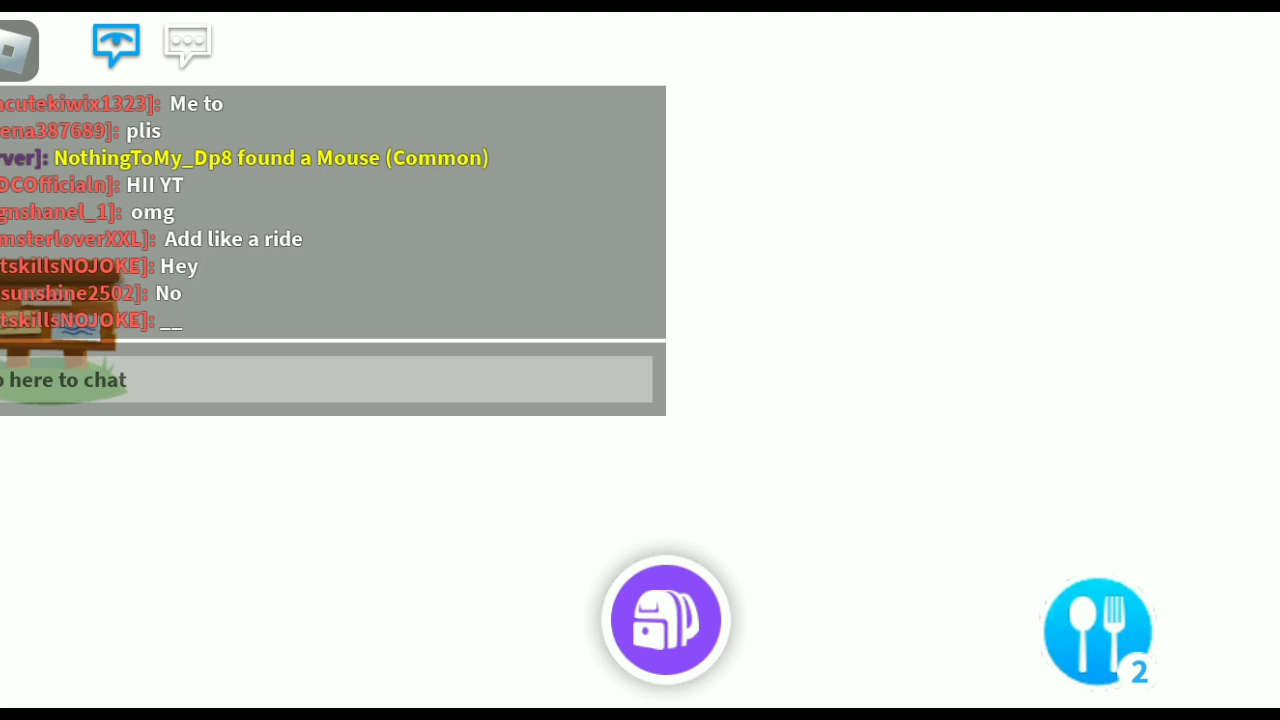 acutekiwix1323]: Me to
ena387689]: plis
rver]: NothingToMy_Dp8 found a Mouse (Common)
DCOfficialn]: HII YT
gnshanel_1]: omg
msterloverXXL]: Add like a ride
tskillsNOJOKE]: Hey
sunshine2502]: No
tskillsNOJOKE]: __
here to chat
2